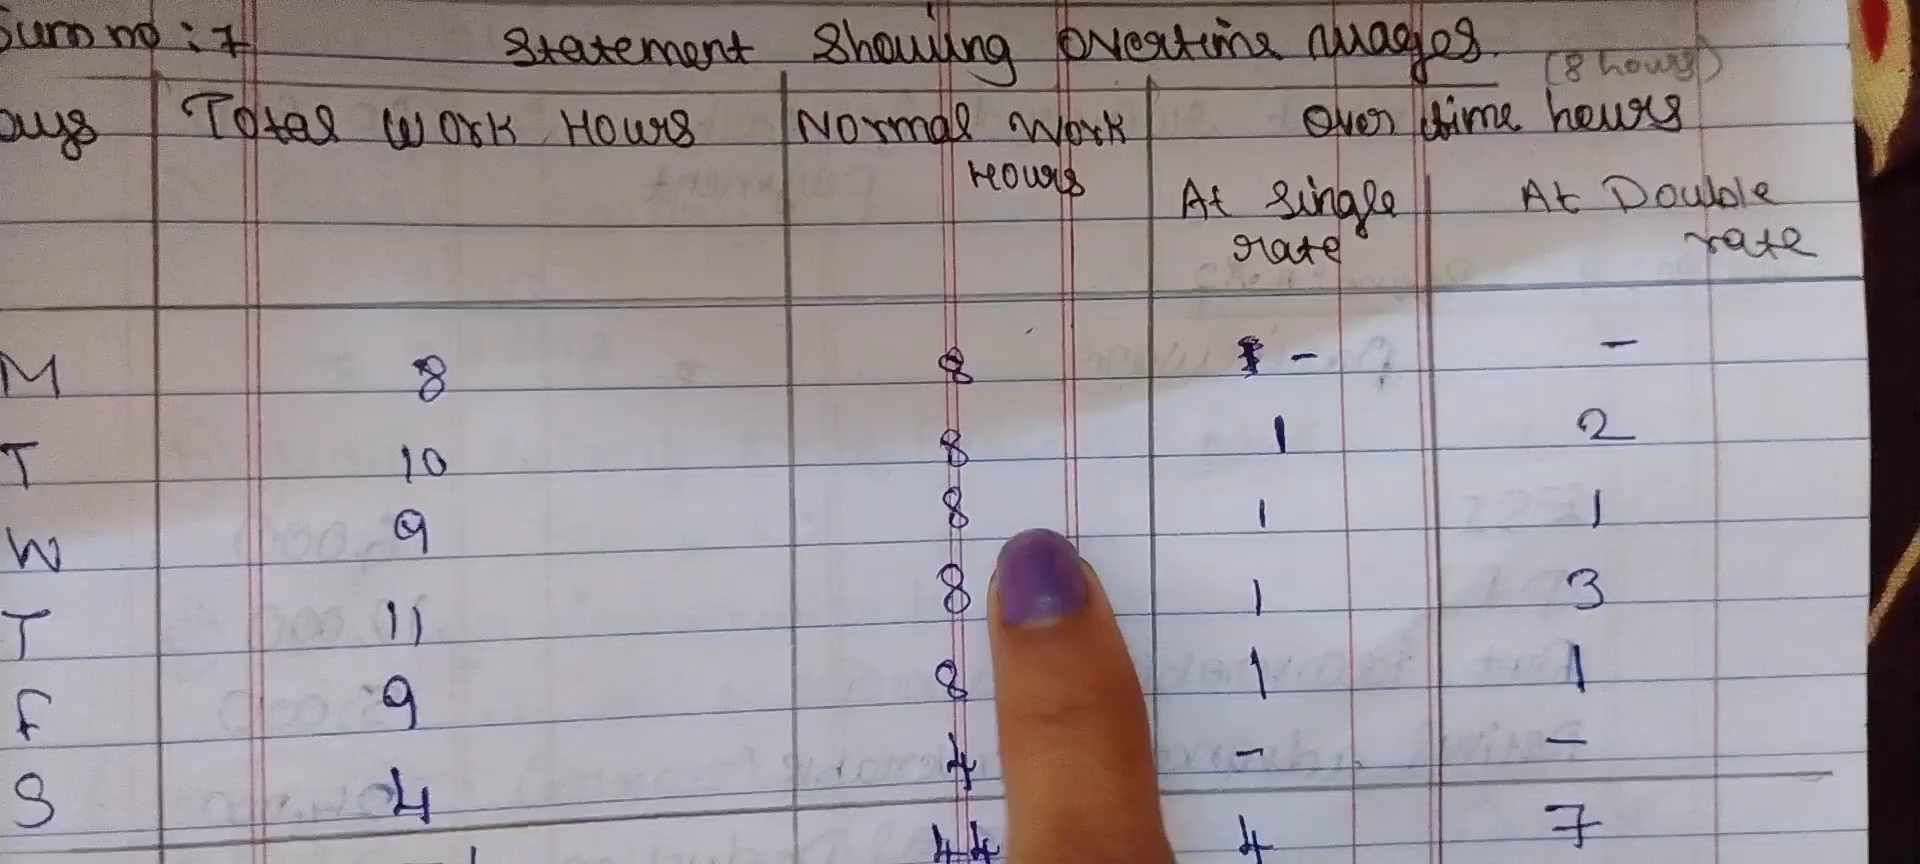 Sum no : 7 Statement Showing Overtime wages.
(8 hours)
Days Total Work Hours Normal Work Hours Over time hours
At Single rate At Double rate
M 8 8 - -
T 10 8 1 2
W 9 8 1 1
T 11 8 1 3
F 9 8 1 1
S 4 4 - -
44 4 7